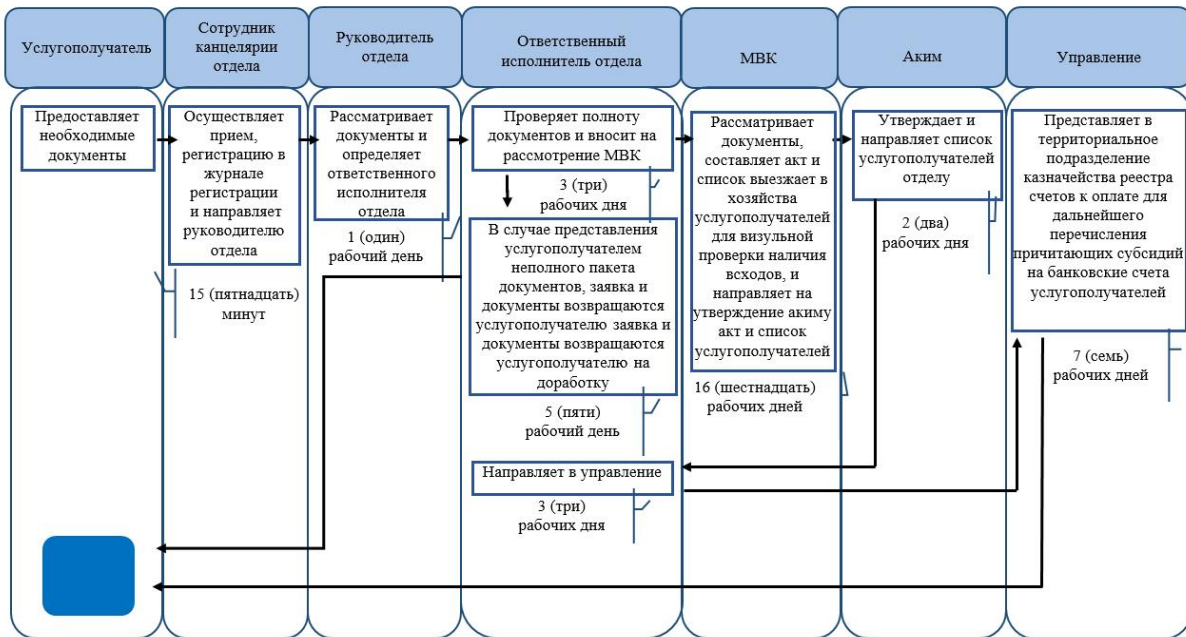 Услугополучатель
Сотрудник
канцелярии
отдела
Руководитель
отдела
Ответственный
исполнитель отдела
МВК
Аким
Управление
Предоставляет
необходимые
документы
Осуществляет
прием,
регистрацию в
журнале
регистрации
и направляет
руководителю
отдела
15 (пятнадцать)
минут
Рассматривает
документы и
определяет
ответственного
исполнителя
отдела
1 (один)
рабочий день
Проверяет полноту
документов и вносит на
рассмотрение МВК
3 (три)
рабочих дня
В случае представления
услугополучателем
неполного пакета
документов, заявка и
документы возвращаются
услугополучателю заявка и
документы возвращаются
услугополучателю на
доработку
5 (пяти)
рабочий день
Направляет в управление
3 (три)
рабочих дня
Рассматривает
документы,
составляет акт и
список выезжает в
хозяйства
услугополучателей
для визульной
проверки наличия
всходов, и
направляет на
утверждение акиму
акт и список
услугополучателей
16 (шестнадцать)
рабочих дней
Утверждает и
направляет список
услугополучателей
отделу
2 (два)
рабочих дня
Представляет в
территориальное
подразделение
казначейства реестра
счетов к оплате для
дальнейшего
перечисления
причитающих субсидий
на банковские счета
услугополучателей
7 (семь)
рабочих дней